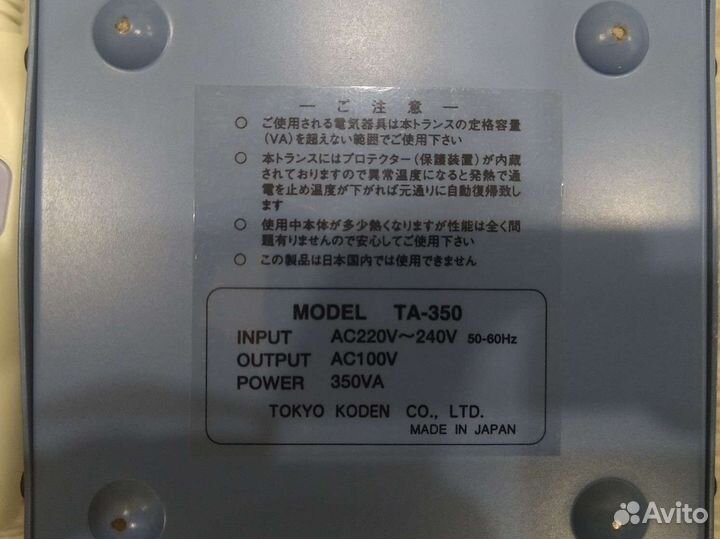 ー ご 注 意 ー
○ ご使用される電気器具は本トランスの定格容量
(VA)を超えない範囲でご使用下さい
○ 本トランスにはプロテクター(保護装置)が内蔵
されておりますので異常温度になると発熱で通
電を止め温度が下がれば元通りに自動復帰致し
ます
○ 使用中本体が多少熱くなりますが性能は全く問
題有りませんので安心してご使用下さい
○ この製品は日本国内では使用できません
MODEL TA-350
INPUT AC220V〜240V 50-60Hz
OUTPUT AC100V
POWER 350VA
TOKYO KODEN CO., LTD.
MADE IN JAPAN
Avito